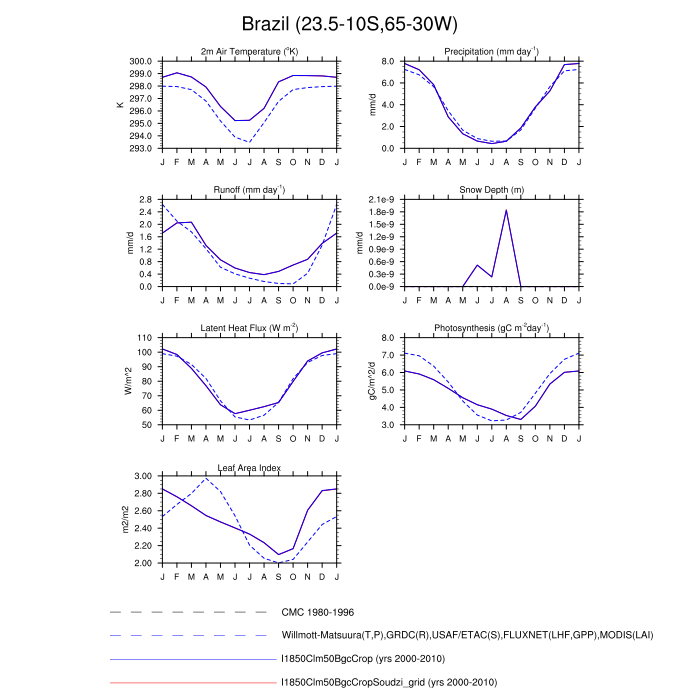 Brazil (23.5-10S,65-30W)
2m Air Temperature (°K)
300.0
299.0
298.0
297.0
296.0
295.0
294.0
293.0
K
J F M A M J J A S O N D J
Precipitation (mm day-1)
8.0
6.0
4.0
2.0
0.0
mm/d
J F M A M J J A S O N D J
Runoff (mm day-1)
2.8
2.4
2.0
1.6
1.2
0.8
0.4
0.0
mm/d
J F M A M J J A S O N D J
Snow Depth (m)
2.1e-9
1.8e-9
1.5e-9
1.2e-9
0.9e-9
0.6e-9
0.3e-9
0.0e-9
mm/d
J F M A M J J A S O N D J
Latent Heat Flux (W m-2)
110
100
90
80
70
60
50
W/m^2
J F M A M J J A S O N D J
Photosynthesis (gC m-2day-1)
8.0
7.0
6.0
5.0
4.0
3.0
gC/m^2/d
J F M A M J J A S O N D J
Leaf Area Index
3.00
2.80
2.60
2.40
2.20
2.00
m2/m2
J F M A M J J A S O N D J
CMC 1980-1996
Willmott-Matsuura(T,P),GRDC(R),USAF/ETAC(S),FLUXNET(LHF,GPP),MODIS(LAI)
I1850Clm50BgcCrop (yrs 2000-2010)
I1850Clm50BgcCropSoudzi_grid (yrs 2000-2010)